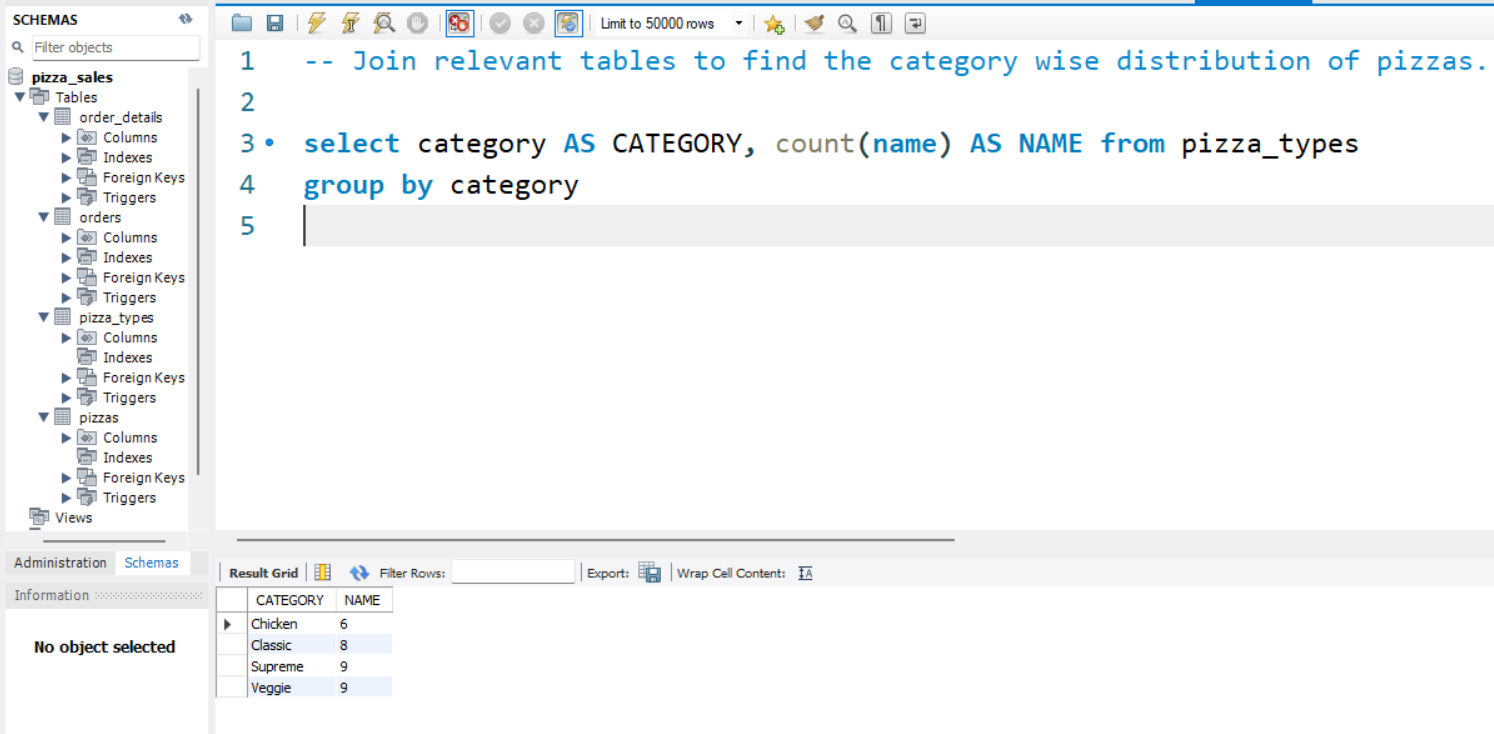 SCHEMAS
Filter objects
pizza_sales
Tables
order_details
Columns
Indexes
Foreign Keys
Triggers
orders
Columns
Indexes
Foreign Keys
Triggers
pizza_types
Columns
Indexes
Foreign Keys
Triggers
pizzas
Columns
Indexes
Foreign Keys
Triggers
Views
Administration Schemas
Information
No object selected
Limit to 50000 rows
1 -- Join relevant tables to find the category wise distribution of pizzas.
2
3 select category AS CATEGORY, count(name) AS NAME from pizza_types
4 group by category
5
Result Grid Filter Rows: Export: Wrap Cell Content: IA
CATEGORY NAME
Chicken 6
Classic 8
Supreme 9
Veggie 9